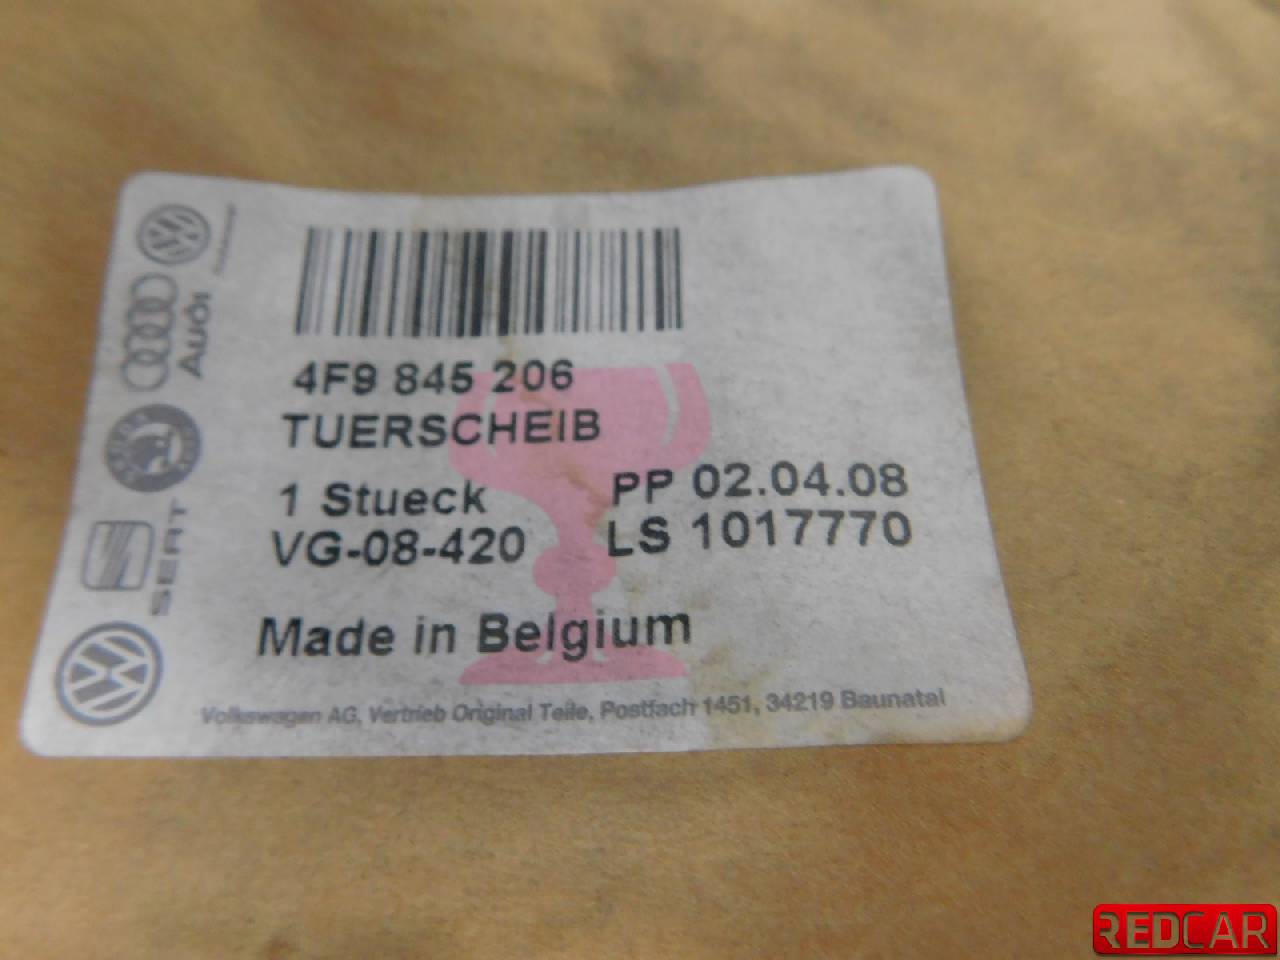 4F9 845 206
TUERSCHEIB
1 Stueck PP 02.04.08
VG-08-420 LS 1017770
Made in Belgium
Volkswagen AG, Vertrieb Original Teile, Postfach 1451, 34219 Baunatal
Audi
SEAT
REDCAR